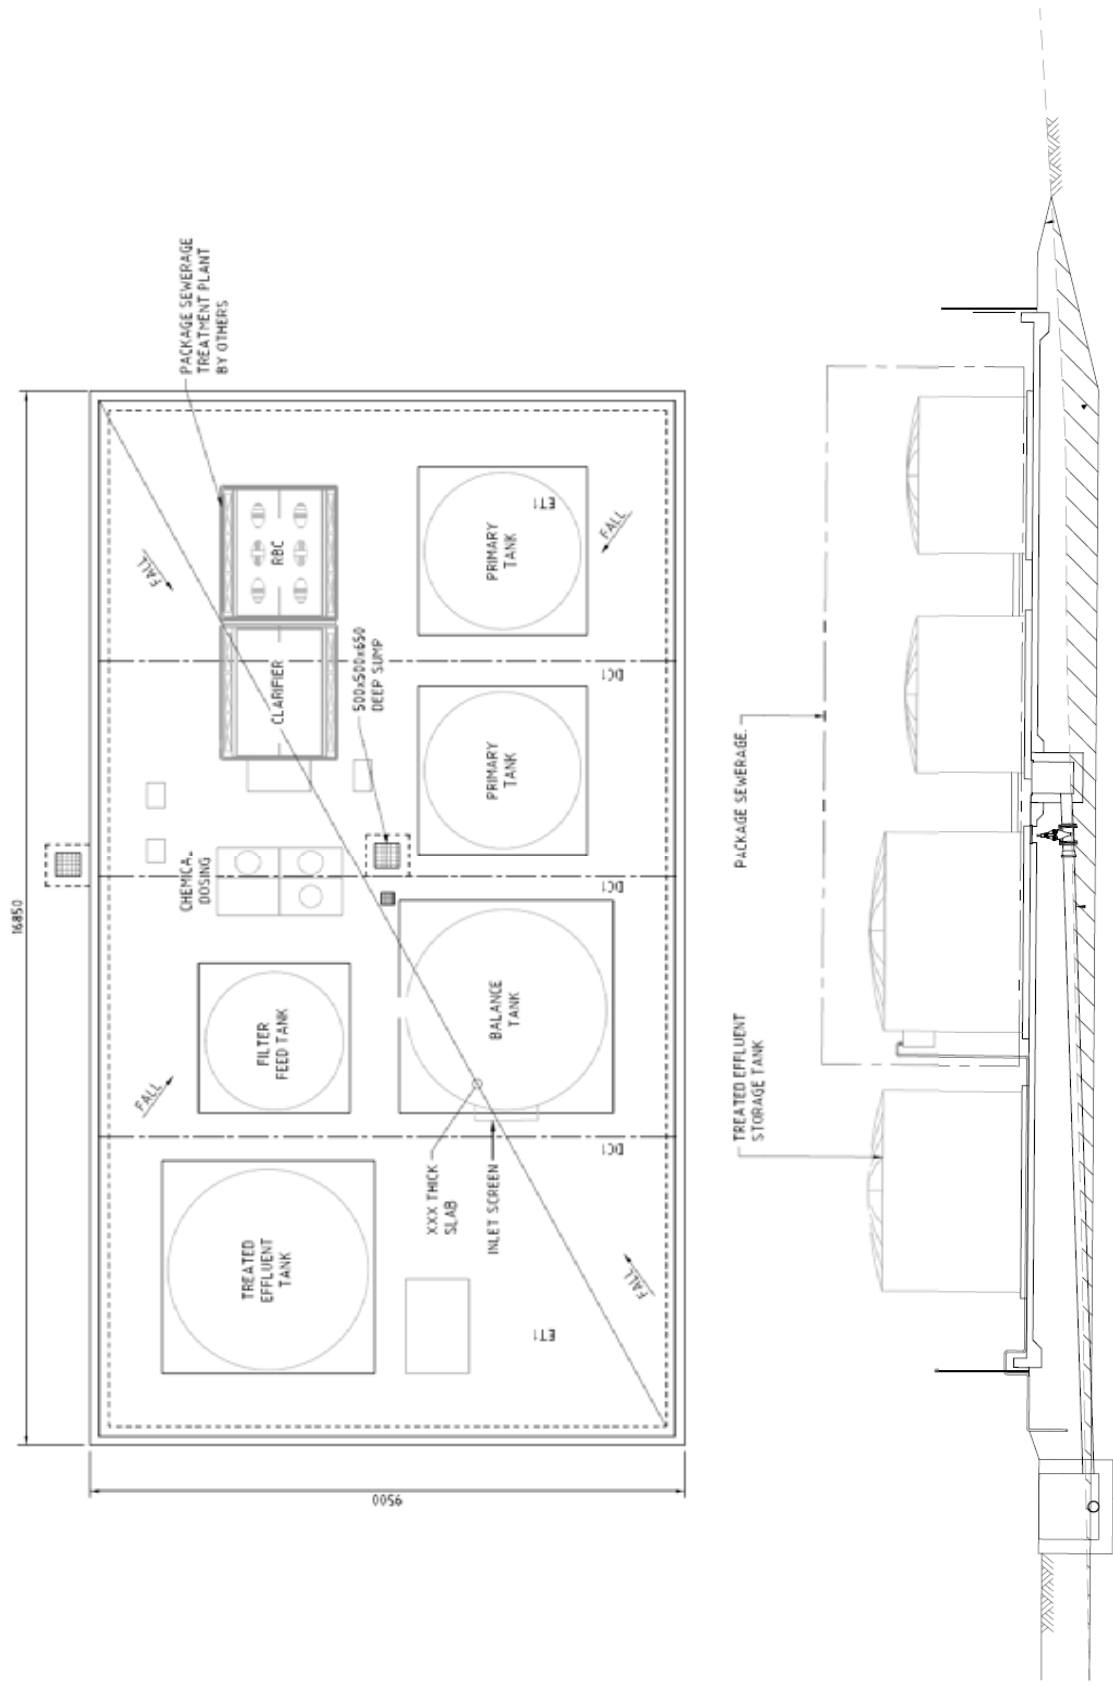 16850
PACKAGE SEWERAGE
TREATMENT PLANT
BY OTHERS
FALL
RBC
CLARIFIER
500x500x650
DEEP SUMP
ET1
PRIMARY
TANK
FALL
DC1
PRIMARY
TANK
CHEMICA.
DOSING
DC1
FILTER
FEED TANK
FALL
BALANCE
TANK
XXX THICK
SLAB
INLET SCREEN
DC1
TREATED
EFFLUENT
TANK
ET1
FALL
9500
PACKAGE SEWERAGE.
TREATED EFFLUENT
STORAGE TANK